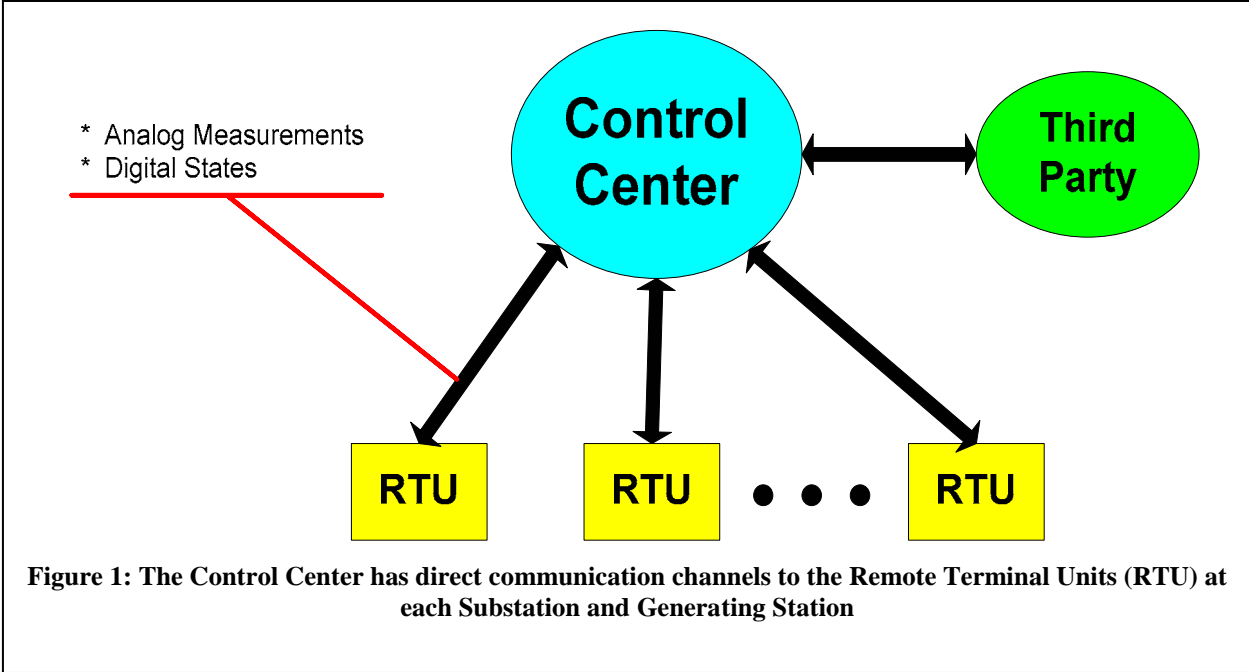 Control
Center
Third
Party
* Analog Measurements
* Digital States
RTU
RTU
RTU
Figure 1: The Control Center has direct communication channels to the Remote Terminal Units (RTU) at
each Substation and Generating Station